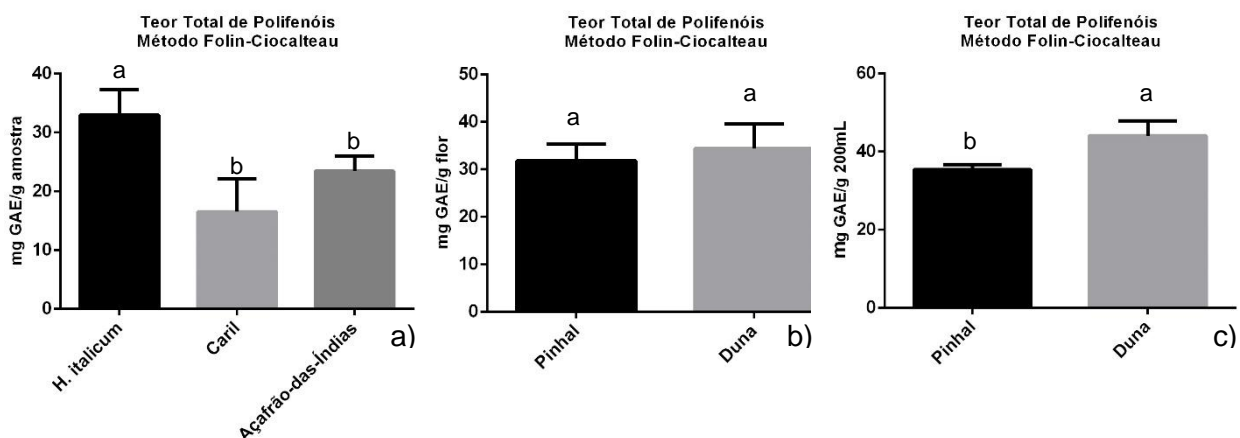 Teor Total de Polifenóis
Método Folin-Ciocalteau
mg GAE/g amostra
40
30
20
10
0
a
b
b
H. italicum
Caril
Açafrão-das-Índias
a)
Teor Total de Polifenóis
Método Folin-Ciocalteau
mg GAE/g flor
50
40
30
20
10
0
a
a
Pinhal
Duna
b)
Teor Total de Polifenóis
Método Folin-Ciocalteau
mg GAE/g 200mL
60
40
20
0
b
a
Pinhal
Duna
c)